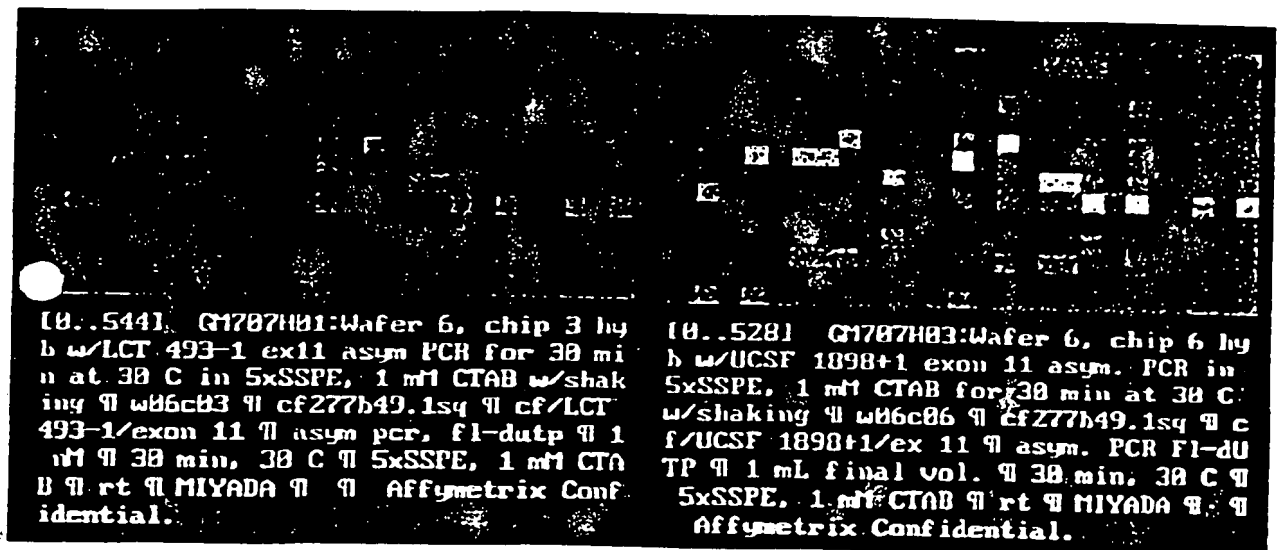 [0..544] GM707H01:Wafer 6, chip 3 hy
b w/LCT 493-1 ex11 asym PCR for 30 mi
n at 30 C in 5xSSPE, 1 mM CTAB w/shak
ing ¶ w06c03 ¶ cf277b49.1sq ¶ cf/LCT
493-1/exon 11 ¶ asym pcr, fl-dutp ¶ 1
mM ¶ 30 min, 30 C ¶ 5xSSPE, 1 mM CTA
B ¶ rt ¶ MIYADA ¶ ¶ Affymetrix Conf
idential.
[0..528] GM707H03:Wafer 6, chip 6 hy
b w/UCSF 1898+1 exon 11 asym. PCR in
5xSSPE, 1 mM CTAB for 30 min at 30 C
w/shaking ¶ w06c06 ¶ cf277b49.1sq ¶ c
f/UCSF 1898+1/ex 11 ¶ asym. PCR Fl-dU
TP ¶ 1 mL final vol. ¶ 30 min, 30 C ¶
5xSSPE, 1 mM CTAB ¶ rt ¶ MIYADA ¶ ¶
Affymetrix Confidential.